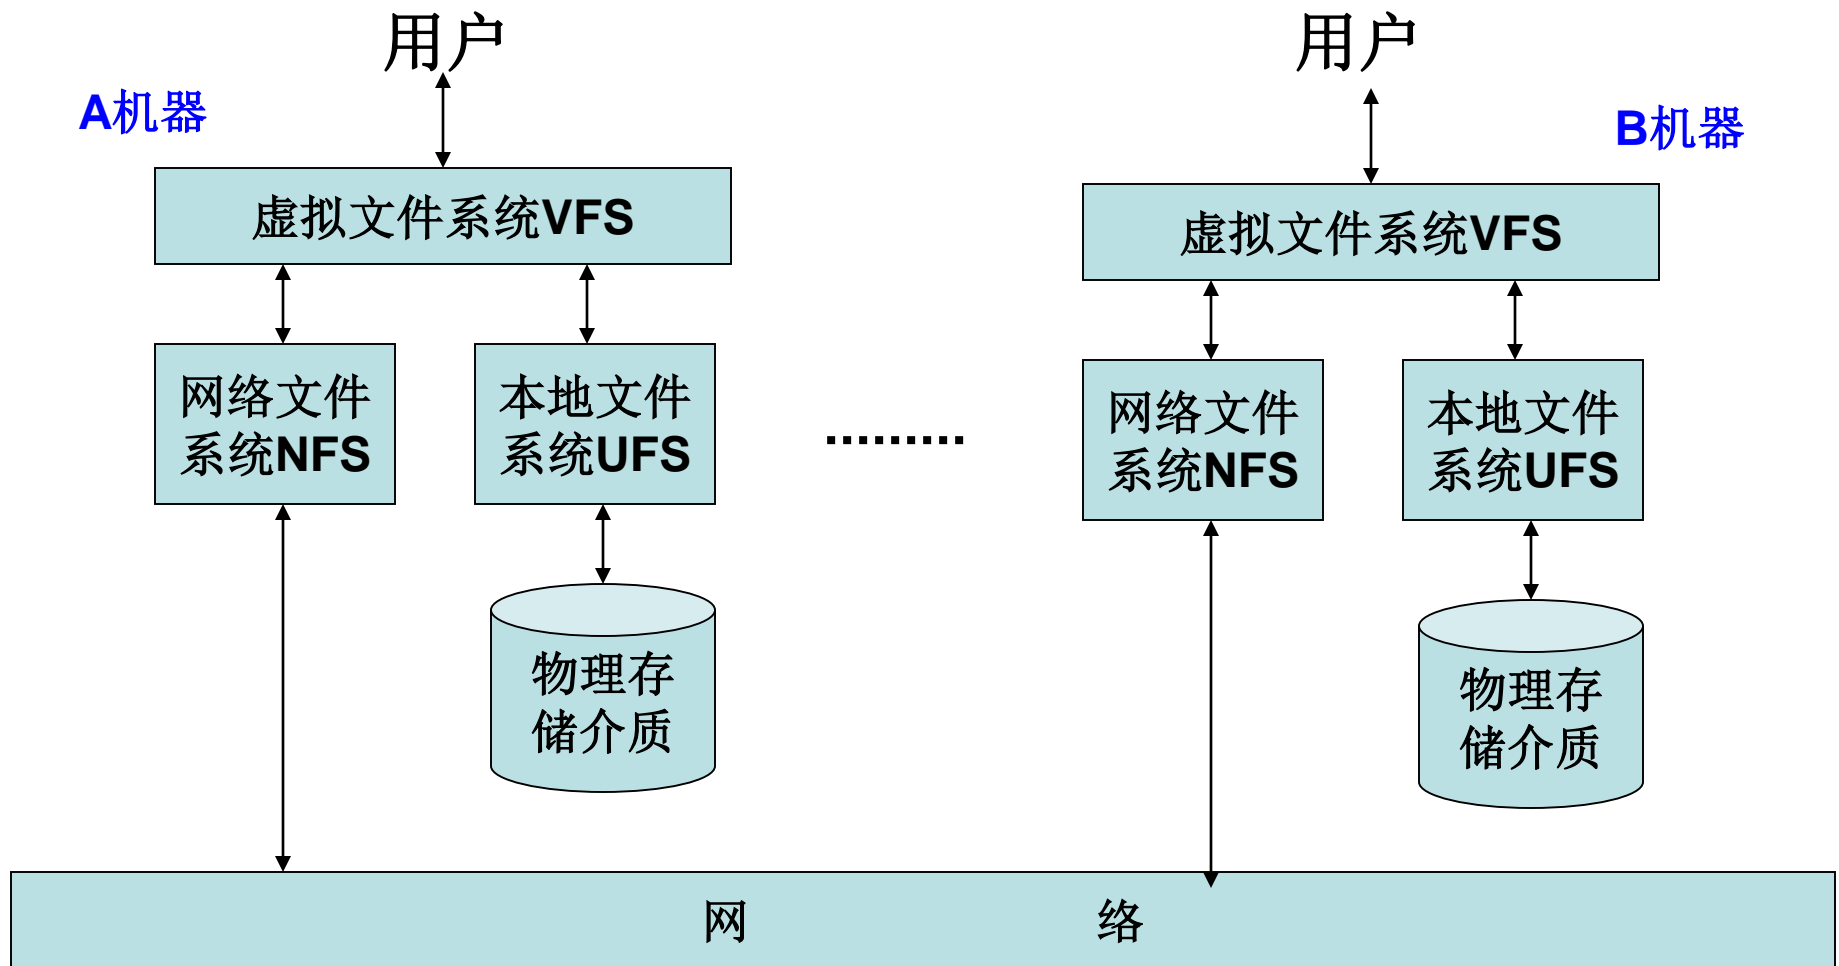 用户
A机器
虚拟文件系统VFS
网络文件
系统NFS
本地文件
系统UFS
物理存
储介质
.........
用户
B机器
虚拟文件系统VFS
网络文件
系统NFS
本地文件
系统UFS
物理存
储介质
网 络